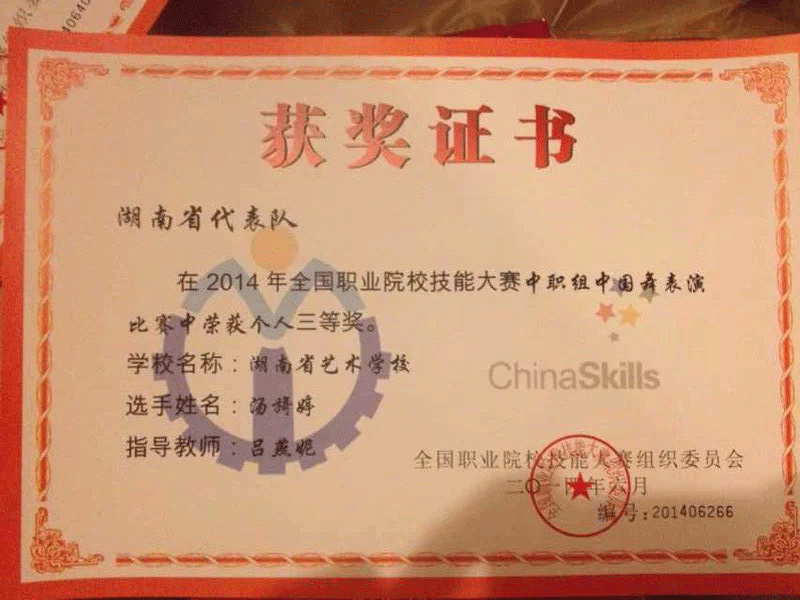 获奖证书
湖南省代表队
在2014年全国职业院校技能大赛中职组中国舞表演
比赛中荣获个人三等奖。
学校名称：湖南省艺术学校
选手姓名：汤旖婷
指导教师：吕燕妮
ChinaSkills
全国职业院校技能大赛组织委员会
二〇一四年六月
编号:201406266